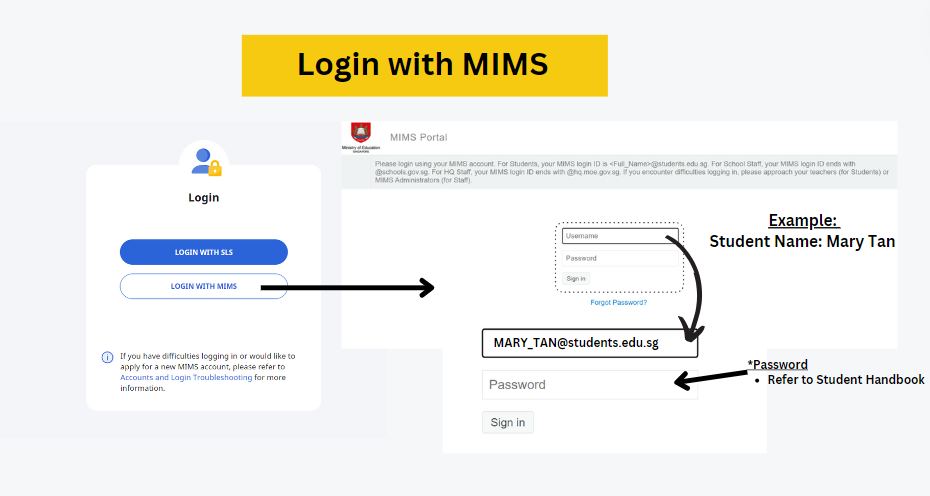 Login with MIMS
Ministry of Education
SINGAPORE
MIMS Portal
Please login using your MIMS account. For Students, your MIMS login ID is <Full_Name>@students.edu.sg. For School Staff, your MIMS login ID ends with
@schools.gov.sg. For HQ Staff, your MIMS login ID ends with @hq.moe.gov.sg. If you encounter difficulties logging in, please approach your teachers (for Students) or
MIMS Administrators (for Staff).
Login
LOGIN WITH SLS
LOGIN WITH MIMS
If you have difficulties logging in or would like to
apply for a new MIMS account, please refer to
Accounts and Login Troubleshooting for more
information.
Username
Password
Sign in
Forgot Password?
Example:
Student Name: Mary Tan
MARY_TAN@students.edu.sg
Password
Sign in
*Password
• Refer to Student Handbook